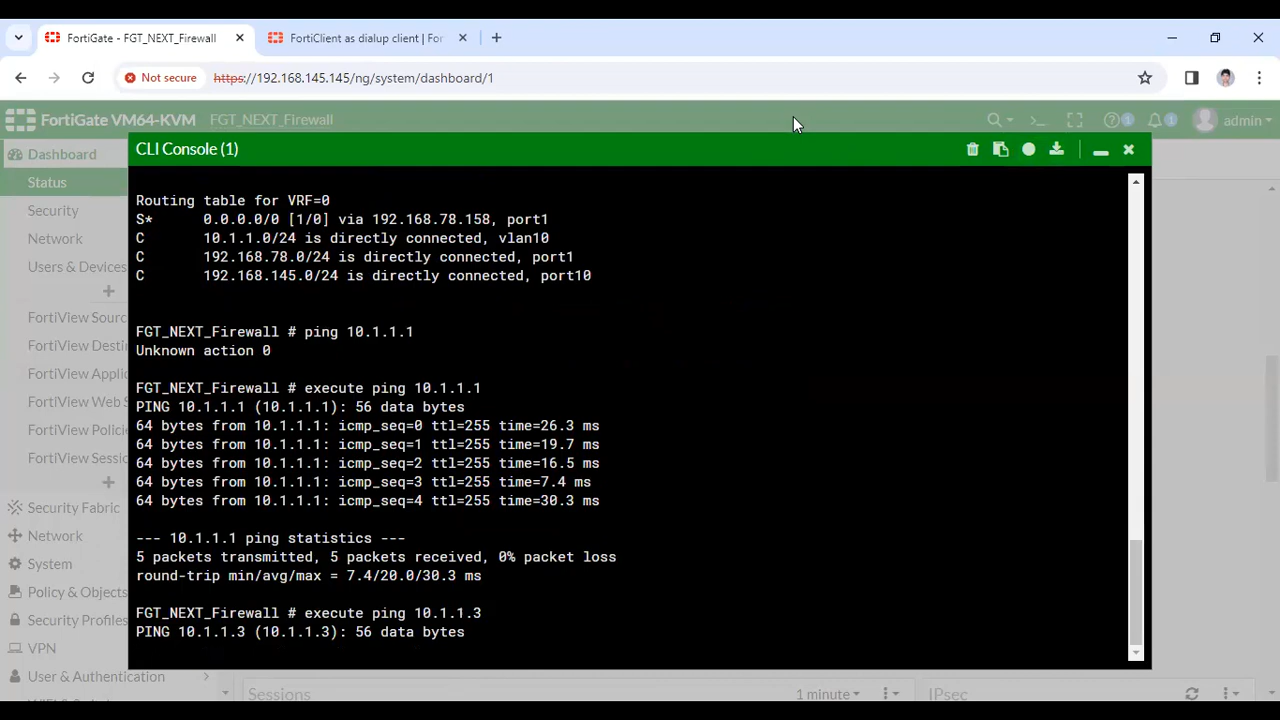 FortiGate - FGT_NEXT_Firewall
FortiClient as dialup client | For
Not secure https://192.168.145.145/ng/system/dashboard/1
FortiGate VM64-KVM FGT_NEXT_Firewall 1 1 admin
CLI Console (1)
Dashboard
Status
Security
Network
Users & Devices
FortiView Sourc
FortiView Desti
FortiView Applic
FortiView Web S
FortiView Policie
FortiView Sessio
Security Fabric
Network
System
Policy & Objects
Security Profiles
VPN
User & Authentication
Routing table for VRF=0
S* 0.0.0.0/0 [1/0] via 192.168.78.158, port1
C 10.1.1.0/24 is directly connected, vlan10
C 192.168.78.0/24 is directly connected, port1
C 192.168.145.0/24 is directly connected, port10
FGT_NEXT_Firewall # ping 10.1.1.1
Unknown action 0
FGT_NEXT_Firewall # execute ping 10.1.1.1
PING 10.1.1.1 (10.1.1.1): 56 data bytes
64 bytes from 10.1.1.1: icmp_seq=0 ttl=255 time=26.3 ms
64 bytes from 10.1.1.1: icmp_seq=1 ttl=255 time=19.7 ms
64 bytes from 10.1.1.1: icmp_seq=2 ttl=255 time=16.5 ms
64 bytes from 10.1.1.1: icmp_seq=3 ttl=255 time=7.4 ms
64 bytes from 10.1.1.1: icmp_seq=4 ttl=255 time=30.3 ms
--- 10.1.1.1 ping statistics ---
5 packets transmitted, 5 packets received, 0% packet loss
round-trip min/avg/max = 7.4/20.0/30.3 ms
FGT_NEXT_Firewall # execute ping 10.1.1.3
PING 10.1.1.3 (10.1.1.3): 56 data bytes
Sessions 1 minute IPsec